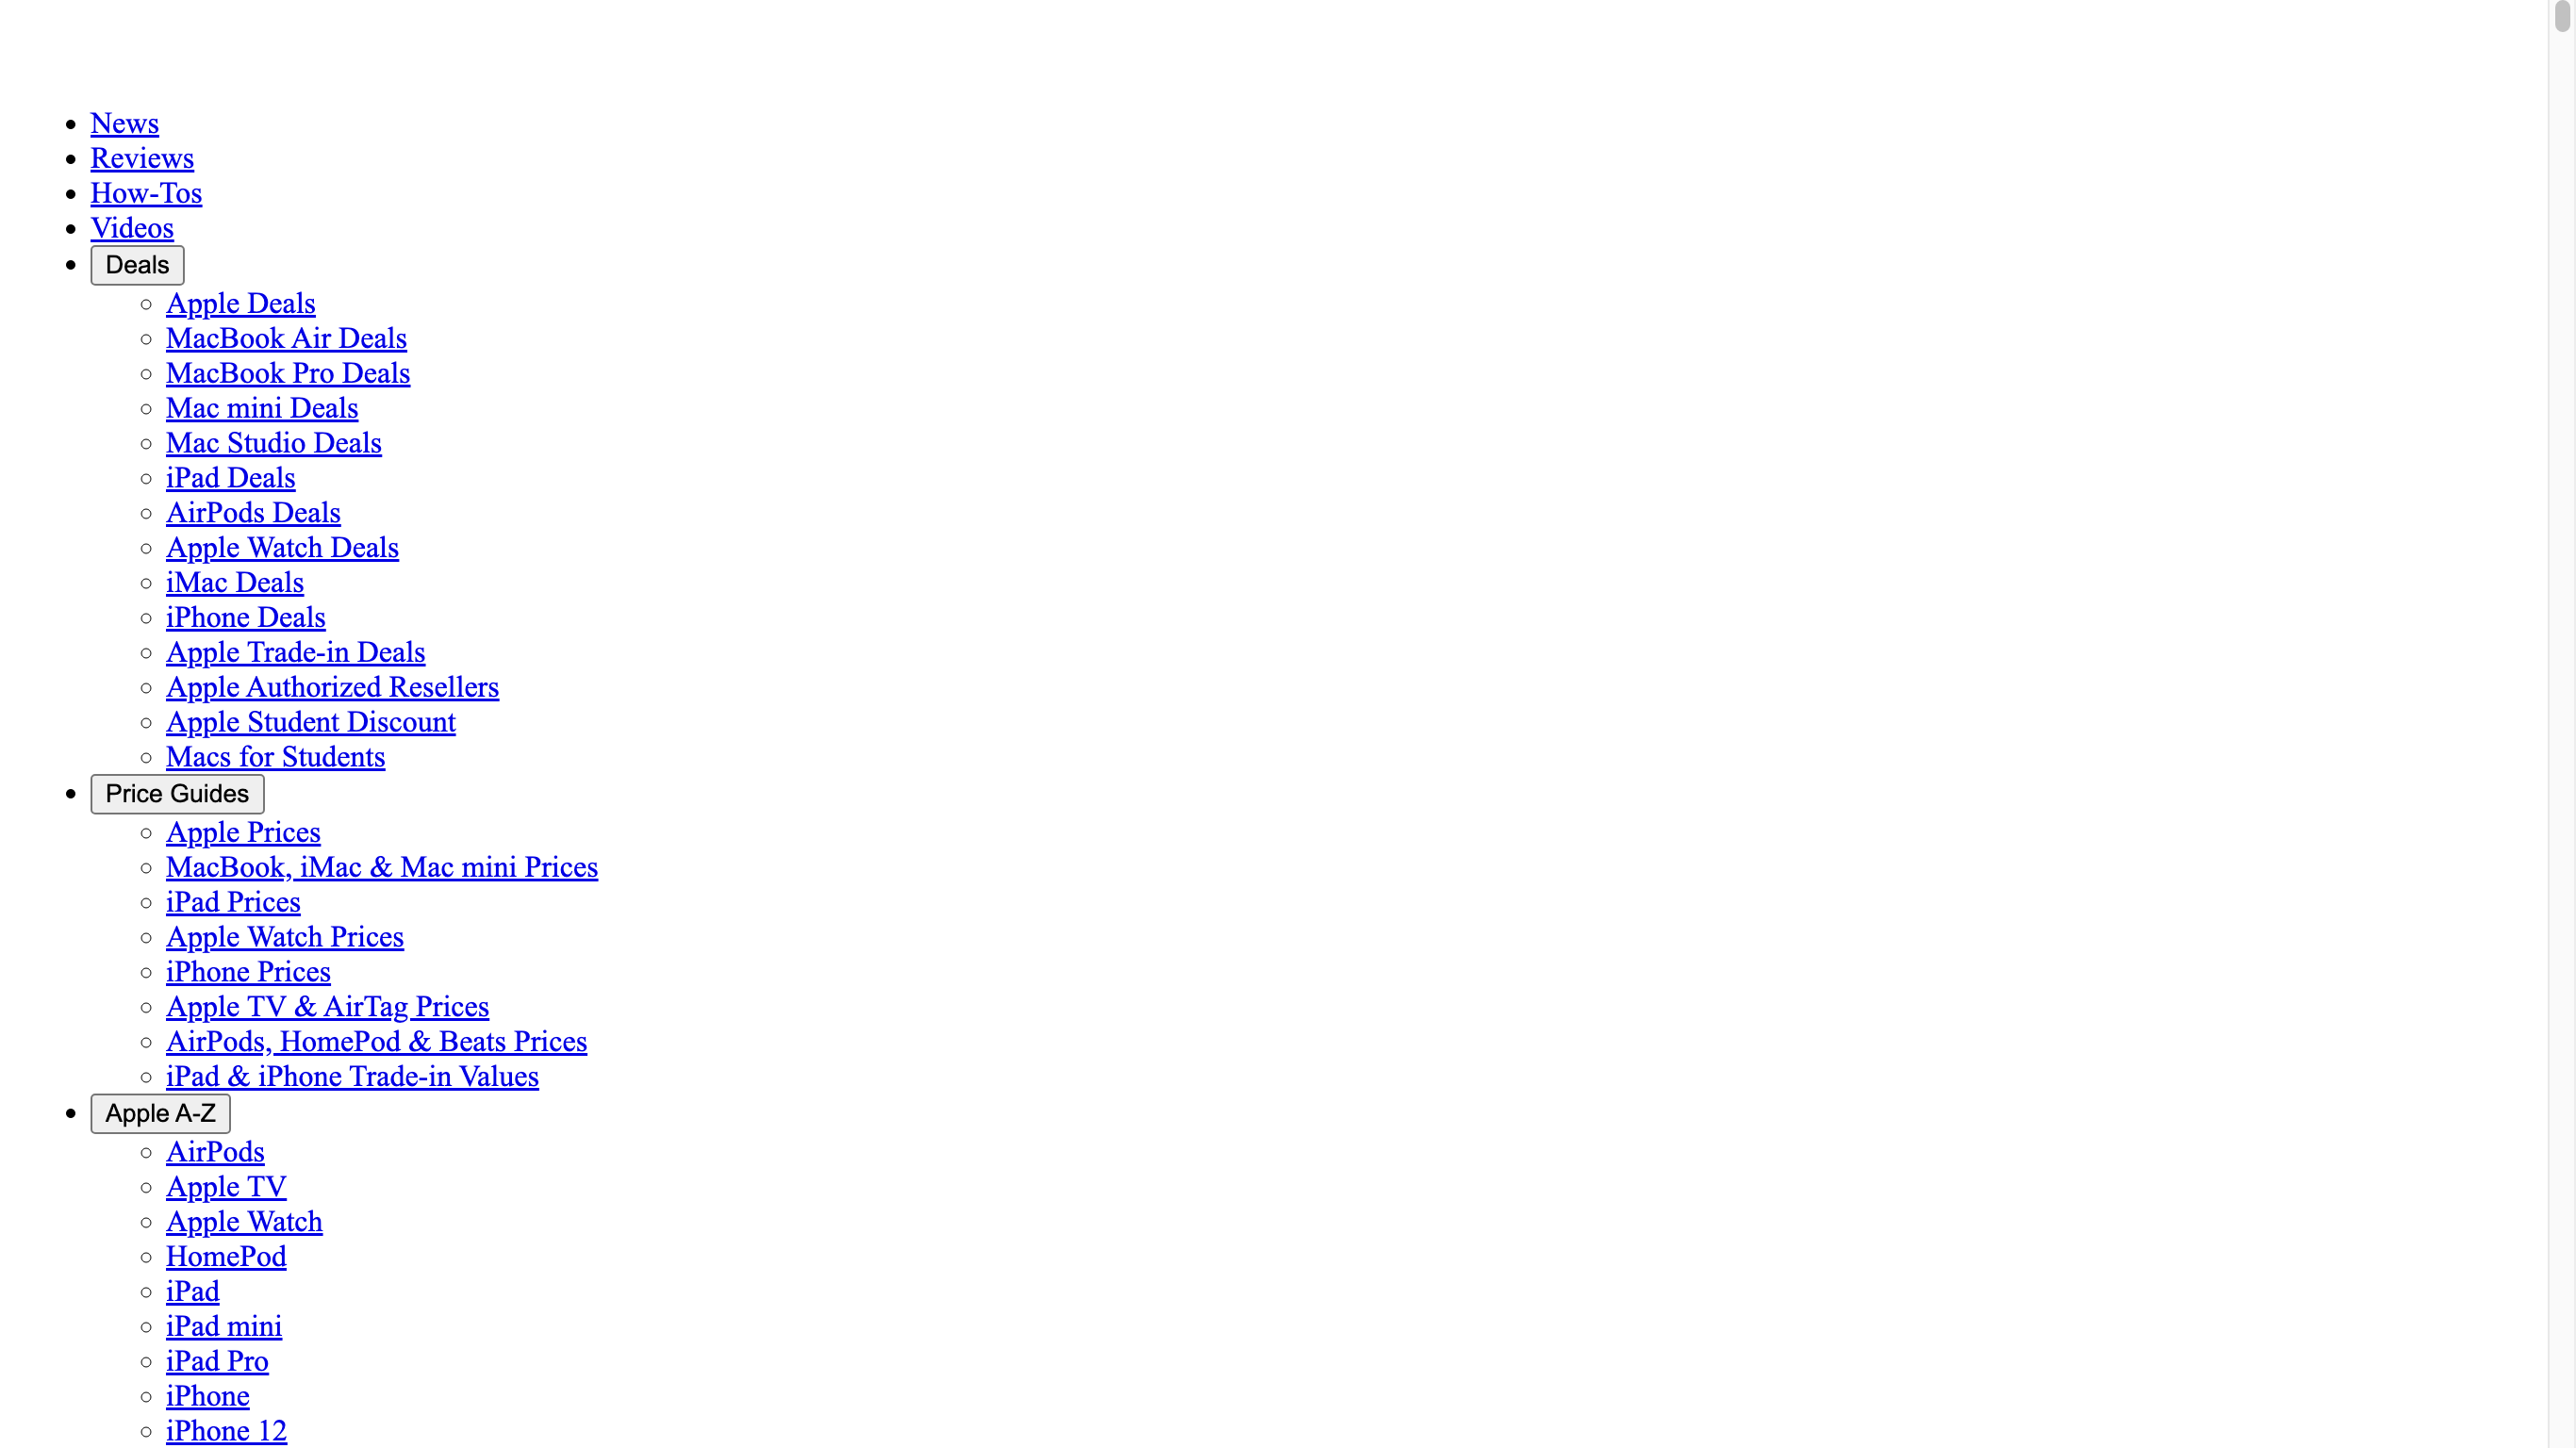 News
Reviews
How-Tos
Videos
Deals
Apple Deals
MacBook Air Deals
MacBook Pro Deals
Mac mini Deals
Mac Studio Deals
iPad Deals
AirPods Deals
Apple Watch Deals
iMac Deals
iPhone Deals
Apple Trade-in Deals
Apple Authorized Resellers
Apple Student Discount
Macs for Students
Price Guides
Apple Prices
MacBook, iMac & Mac mini Prices
iPad Prices
Apple Watch Prices
iPhone Prices
Apple TV & AirTag Prices
AirPods, HomePod & Beats Prices
iPad & iPhone Trade-in Values
Apple A-Z
AirPods
Apple TV
Apple Watch
HomePod
iPad
iPad mini
iPad Pro
iPhone
iPhone 12